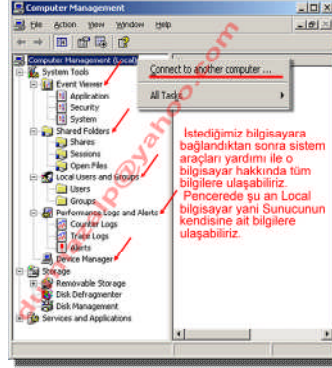 Computer Management
File Action View Window Help
Computer Management (Local)
Connect to another computer ...
All Tasks
System Tools
Event Viewer
Application
Security
System
Shared Folders
Shares
Sessions
Open Files
Local Users and Groups
Users
Groups
Performance Logs and Alerts
Counter Logs
Trace Logs
Alerts
Device Manager
Storage
Removable Storage
Disk Defragmenter
Disk Management
Services and Applications
İstediğimiz bilgisayara
bağlandıktan sonra sistem
araçları yardımı ile o
bilgisayar hakkında tüm
bilgilere ulaşabiliriz.
Pencerede şu an Local
bilgisayar yani Sunucunun
kendisine ait bilgilere
ulaşabiliriz.